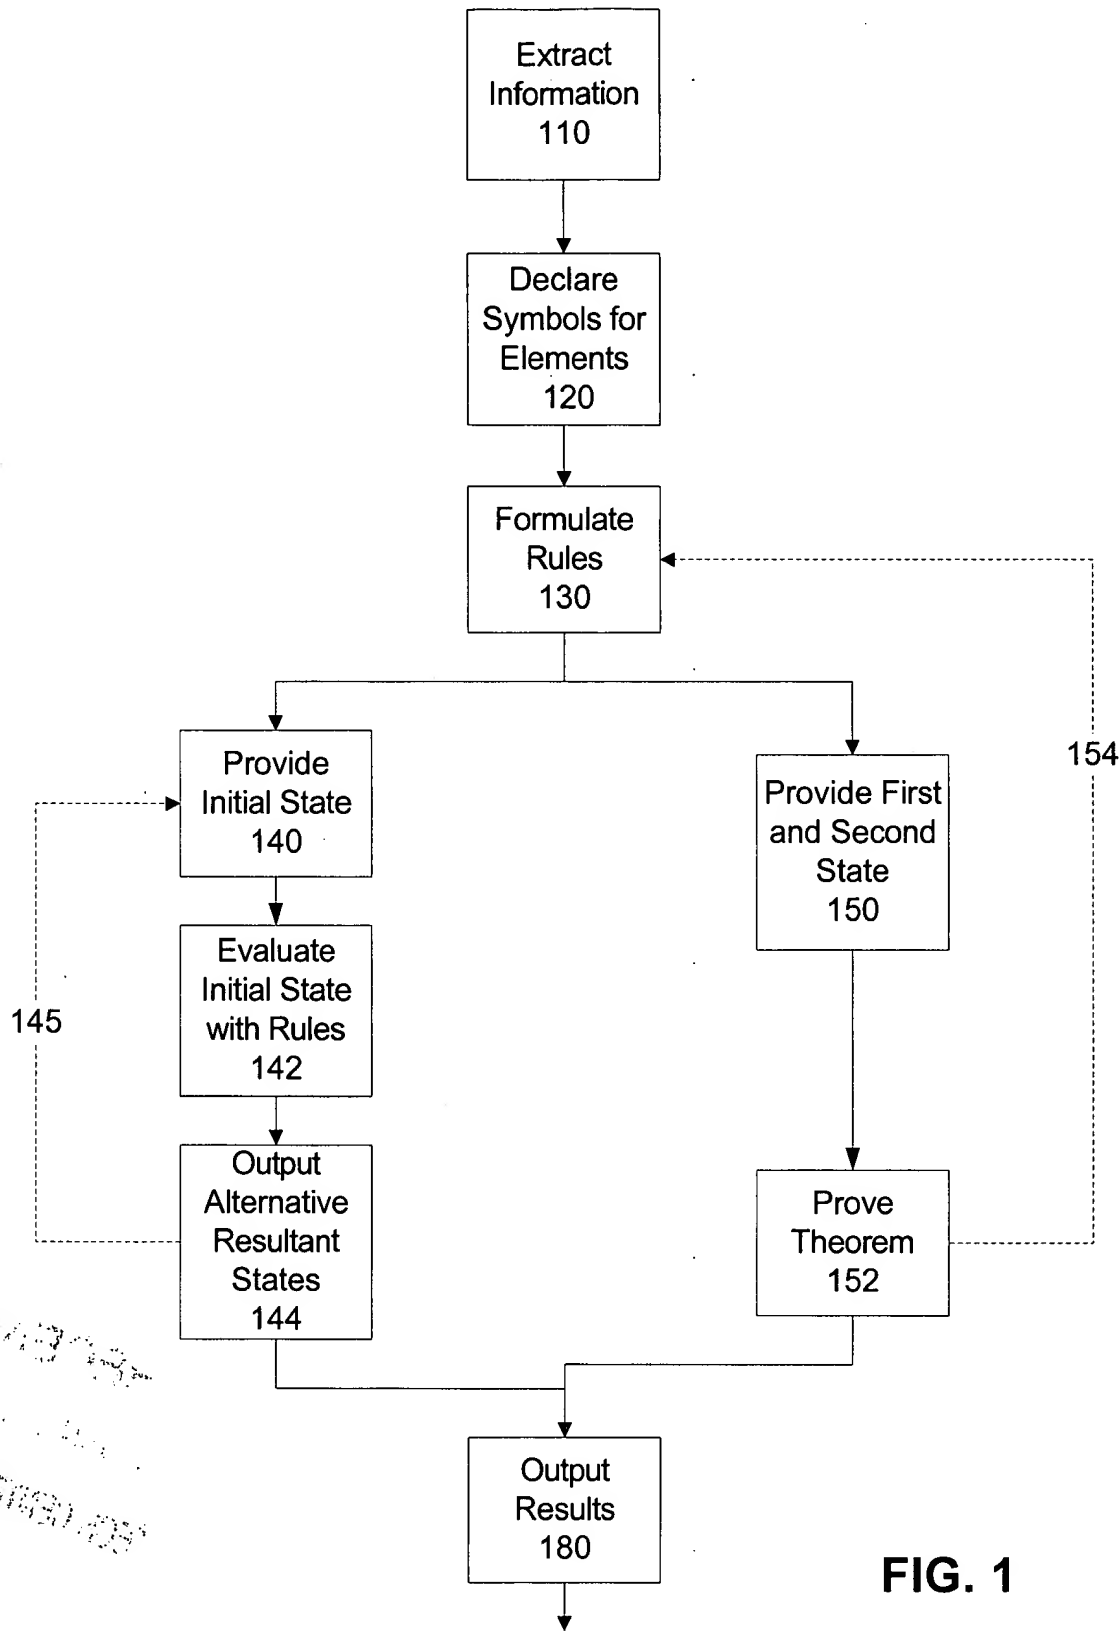 Extract
Information
110
Declare
Symbols for
Elements
120
Formulate
Rules
130
Provide
Initial State
140
Provide First
and Second
State
150
154
Evaluate
Initial State
with Rules
142
145
Output
Alternative
Resultant
States
144
Prove
Theorem
152
Output
Results
180
FIG. 1